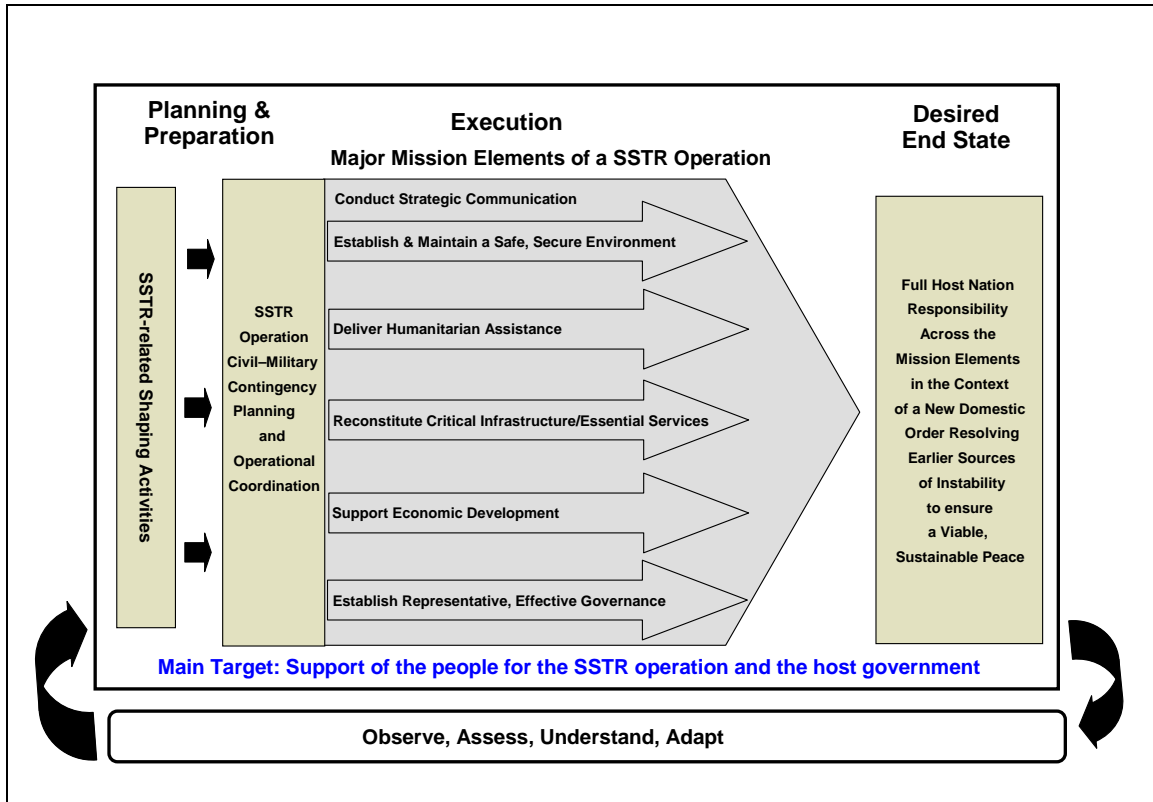 Planning &
Preparation
Execution
Major Mission Elements of a SSTR Operation
Desired
End State
SSTR-related Shaping Activities
SSTR
Operation
Civil–Military
Contingency
Planning
and
Operational
Coordination
Conduct Strategic Communication
Establish & Maintain a Safe, Secure Environment
Deliver Humanitarian Assistance
Reconstitute Critical Infrastructure/Essential Services
Support Economic Development
Establish Representative, Effective Governance
Full Host Nation
Responsibility
Across the
Mission Elements
in the Context
of a New Domestic
Order Resolving
Earlier Sources
of Instability
to ensure
a Viable,
Sustainable Peace
Main Target: Support of the people for the SSTR operation and the host government
Observe, Assess, Understand, Adapt